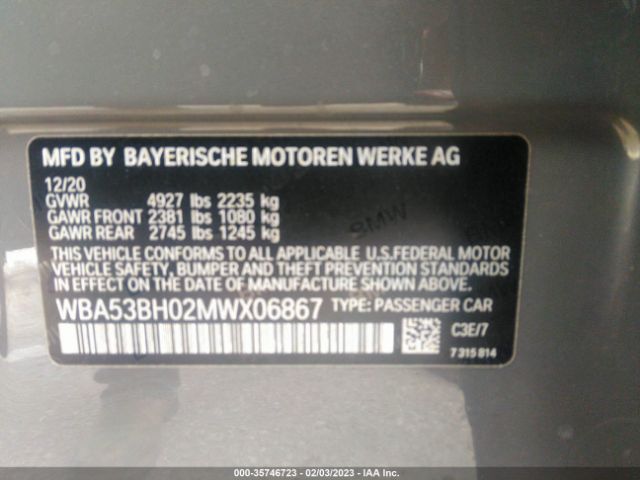 MFD BY BAYERISCHE MOTOREN WERKE AG
12/20
GVWR 4927 lbs 2235 kg
GAWR FRONT 2381 lbs 1080 kg
GAWR REAR 2745 lbs 1245 kg
BMW
THIS VEHICLE CONFORMS TO ALL APPLICABLE U.S.FEDERAL MOTOR
VEHICLE SAFETY, BUMPER AND THEFT PREVENTION STANDARDS
IN EFFECT ON THE DATE OF MANUFACTURE SHOWN ABOVE.
WBA53BH02MWX06867 TYPE: PASSENGER CAR
C3E/7
7315814
000-35746723 - 02/03/2023 - IAA Inc.